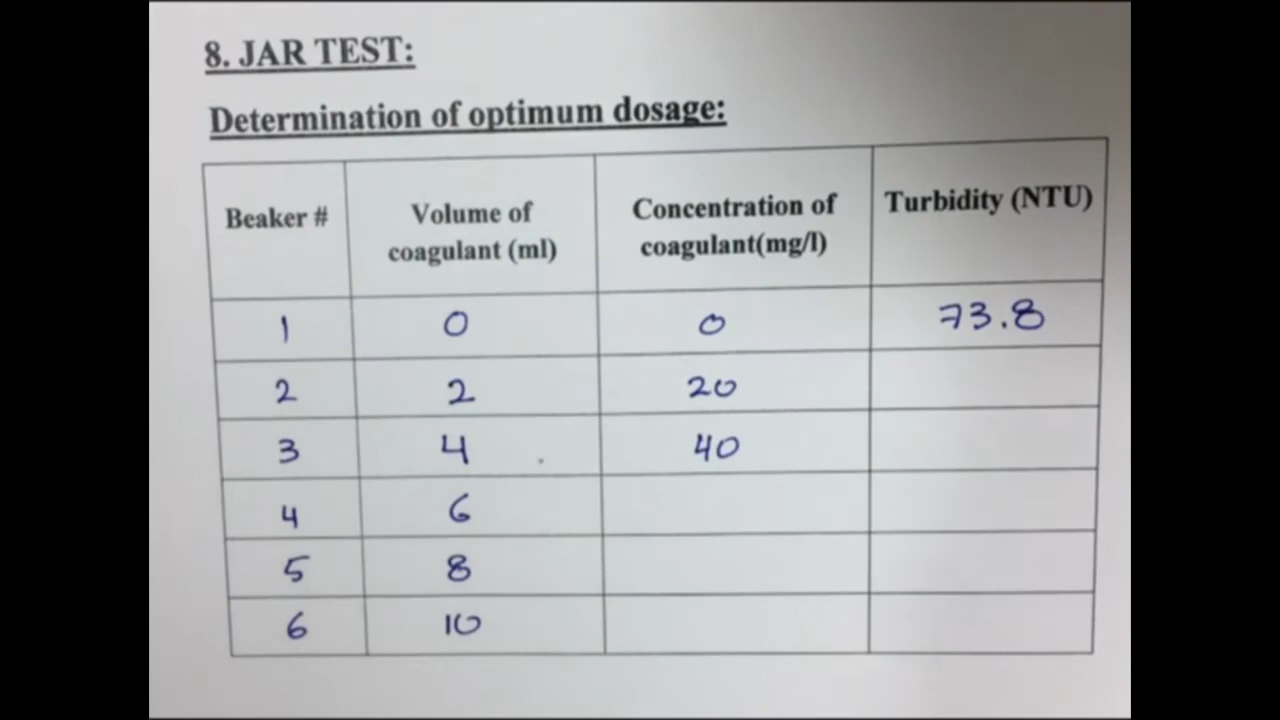 8. JAR TEST:
Determination of optimum dosage:
Beaker # Volume of coagulant (ml) Concentration of coagulant(mg/l) Turbidity (NTU)
1 0 0 73.8
2 2 20
3 4 40
4 6
5 8
6 10